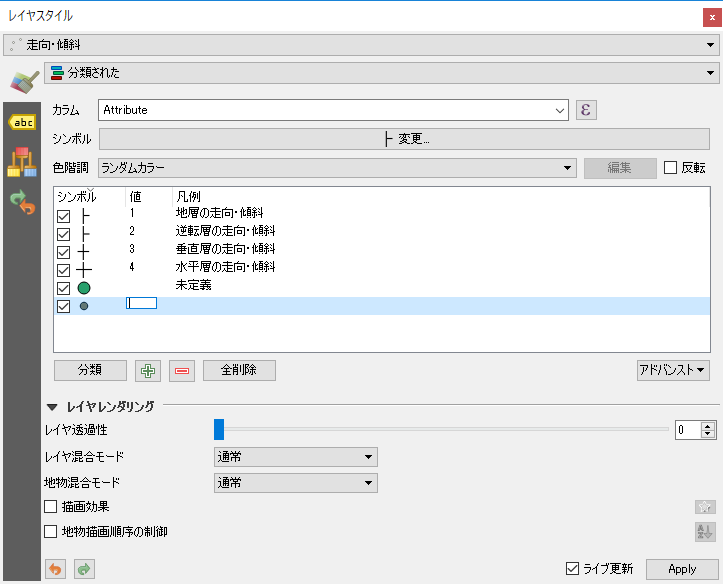 レイヤスタイル
走向・傾斜
分類された
abc
カラム Attribute ε
シンボル 変更...
色階調 ランダムカラー 編集 反転
シンボル 値 凡例
1 地層の走向・傾斜
2 逆転層の走向・傾斜
3 垂直層の走向・傾斜
4 水平層の走向・傾斜
未定義
分類 全削除 アドバンスト
レイヤレンダリング
レイヤ透過性 0
レイヤ混合モード 通常
地物混合モード 通常
描画効果
地物描画順序の制御
ライブ更新 Apply